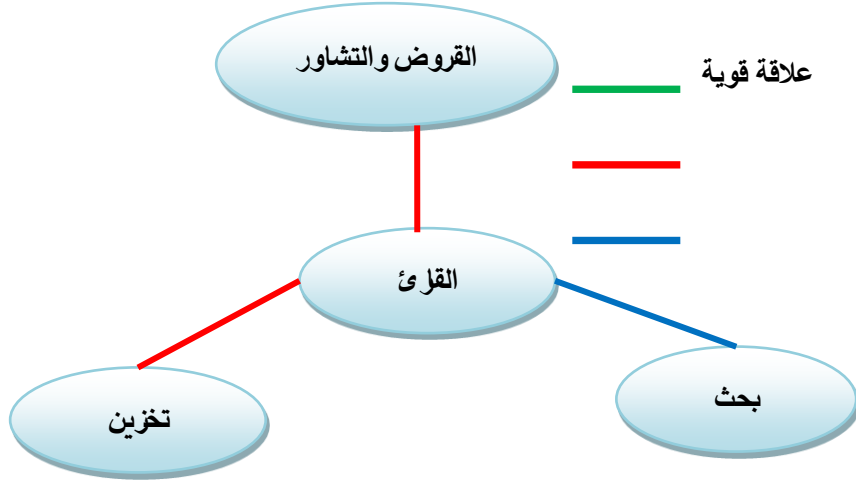 القروض والتشاور
علاقة قوية
القارئ
بحث
تخزين